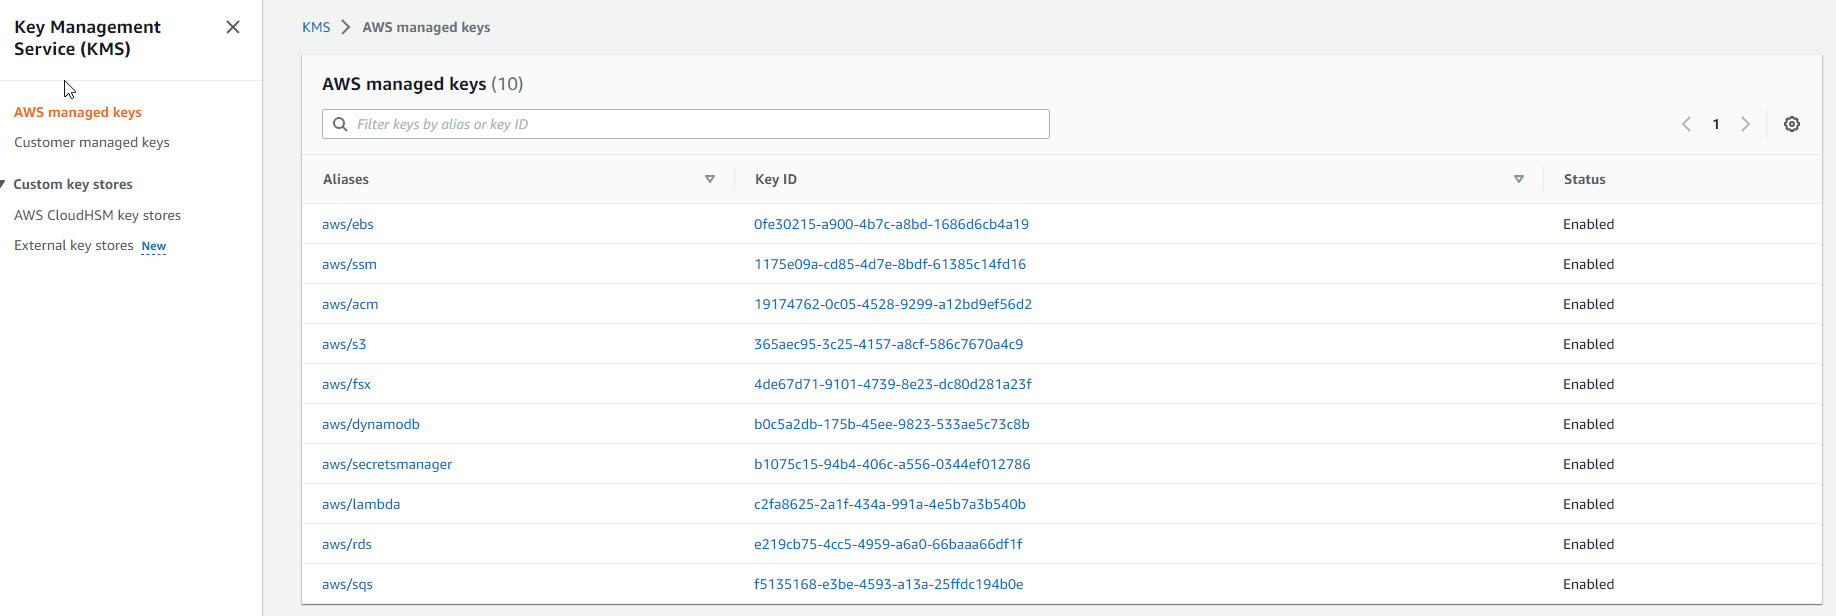 Key Management
Service (KMS)
AWS managed keys
Customer managed keys
Custom key stores
AWS CloudHSM key stores
External key stores New
KMS AWS managed keys
AWS managed keys (10)
Filter keys by alias or key ID
1
Aliases Key ID Status
aws/ebs 0fe30215-a900-4b7c-a8bd-1686d6cb4a19 Enabled
aws/ssm 1175e09a-cd85-4d7e-8bdf-61385c14fd16 Enabled
aws/acm 19174762-0c05-4528-9299-a12bd9ef56d2 Enabled
aws/s3 365aec95-3c25-4157-a8cf-586c7670a4c9 Enabled
aws/fsx 4de67d71-9101-4739-8e23-dc80d281a23f Enabled
aws/dynamodb b0c5a2db-175b-45ee-9823-533ae5c73c8b Enabled
aws/secretsmanager b1075c15-94b4-406c-a556-0344ef012786 Enabled
aws/lambda c2fa8625-2a1f-434a-991a-4e5b7a3b540b Enabled
aws/rds e219cb75-4cc5-4959-a6a0-66baaa66df1f Enabled
aws/sqs f5135168-e3be-4593-a13a-25ffdc194b0e Enabled